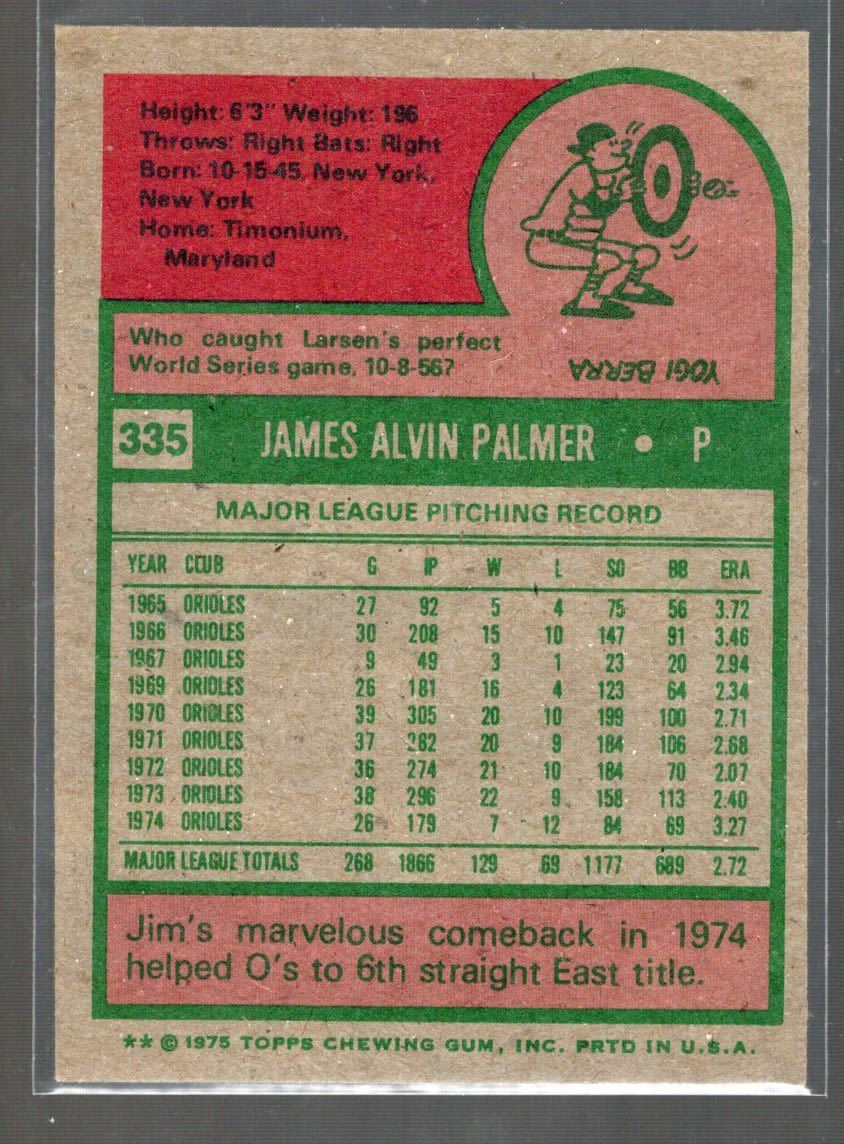 Height: 6'3" Weight: 196
Throws: Right Bats: Right
Born: 10-15-45, New York,
New York
Home: Timonium,
Maryland
Who caught Larsen's perfect
World Series game, 10-8-56?
YOGI BERRA
335 JAMES ALVIN PALMER • P
MAJOR LEAGUE PITCHING RECORD
YEAR CLUB G IP W L SO BB ERA
1965 ORIOLES 27 92 5 4 75 56 3.72
1966 ORIOLES 30 208 15 10 147 91 3.46
1967 ORIOLES 9 49 3 1 23 20 2.94
1969 ORIOLES 26 181 16 4 123 64 2.34
1970 ORIOLES 39 305 20 10 199 100 2.71
1971 ORIOLES 37 282 20 9 184 106 2.68
1972 ORIOLES 36 274 21 10 184 70 2.07
1973 ORIOLES 38 296 22 9 158 113 2.40
1974 ORIOLES 26 179 7 12 84 69 3.27
MAJOR LEAGUE TOTALS 268 1866 129 69 1177 689 2.72
Jim's marvelous comeback in 1974
helped O's to 6th straight East title.
** © 1975 TOPPS CHEWING GUM, INC. PRTD IN U.S.A.